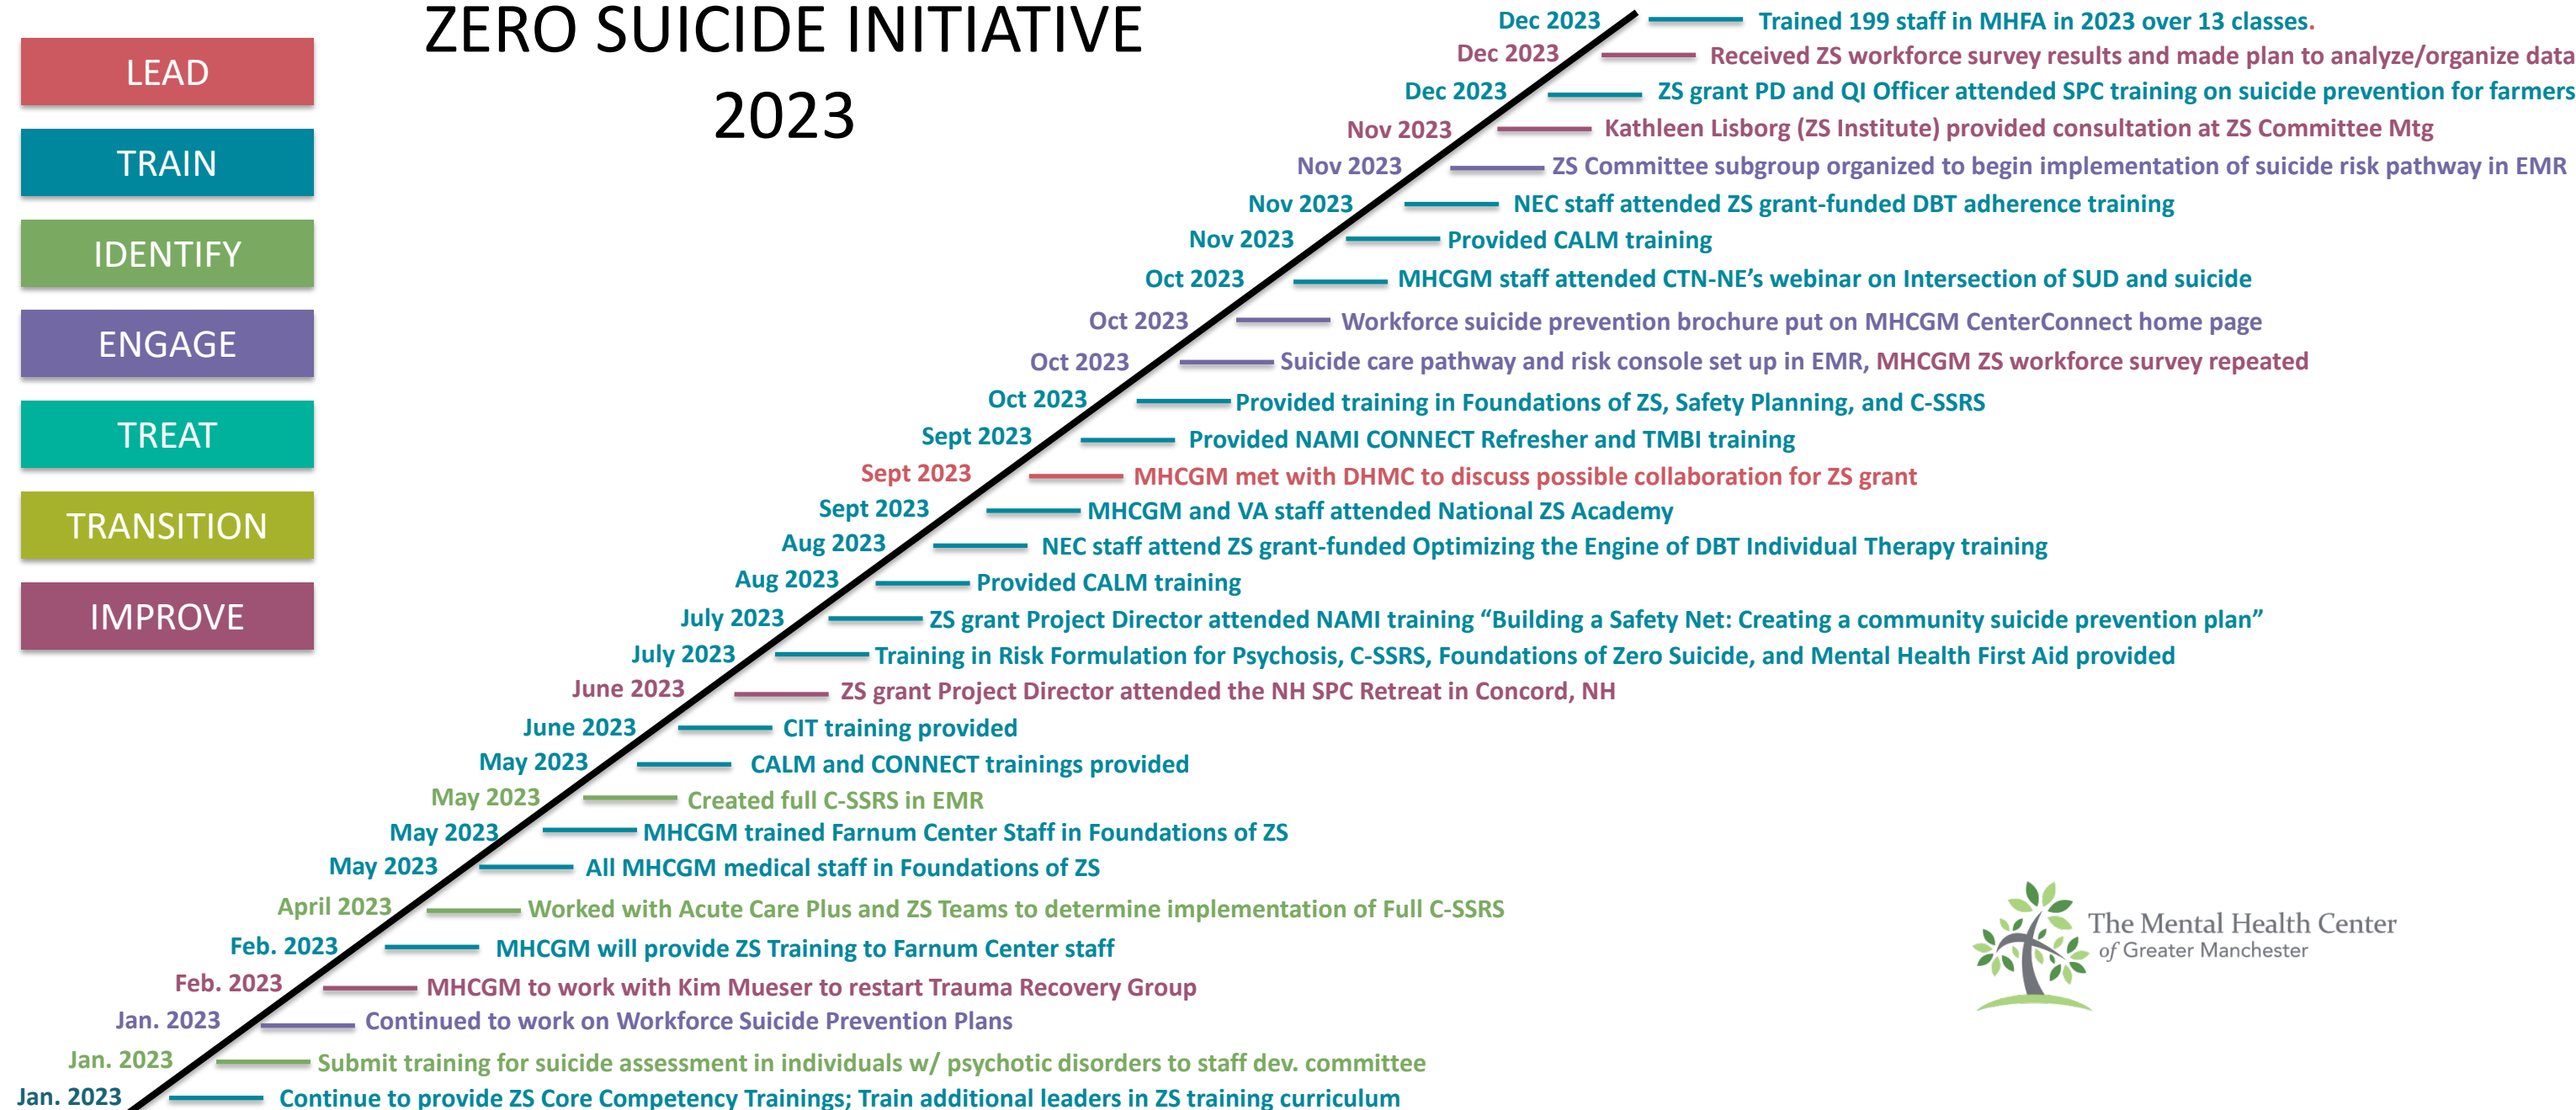 ZERO SUICIDE INITIATIVE
2023
LEAD
TRAIN
IDENTIFY
ENGAGE
TREAT
TRANSITION
IMPROVE
Dec 2023 Trained 199 staff in MHFA in 2023 over 13 classes.
Dec 2023 Received ZS workforce survey results and made plan to analyze/organize data
Dec 2023 ZS grant PD and QI Officer attended SPC training on suicide prevention for farmers
Nov 2023 Kathleen Lisborg (ZS Institute) provided consultation at ZS Committee Mtg
Nov 2023 ZS Committee subgroup organized to begin implementation of suicide risk pathway in EMR
Nov 2023 NEC staff attended ZS grant-funded DBT adherence training
Nov 2023 Provided CALM training
Oct 2023 MHCGM staff attended CTN-NE’s webinar on Intersection of SUD and suicide
Oct 2023 Workforce suicide prevention brochure put on MHCGM CenterConnect home page
Oct 2023 Suicide care pathway and risk console set up in EMR, MHCGM ZS workforce survey repeated
Oct 2023 Provided training in Foundations of ZS, Safety Planning, and C-SSRS
Sept 2023 Provided NAMI CONNECT Refresher and TMBI training
Sept 2023 MHCGM met with DHMC to discuss possible collaboration for ZS grant
Sept 2023 MHCGM and VA staff attended National ZS Academy
Aug 2023 NEC staff attend ZS grant-funded Optimizing the Engine of DBT Individual Therapy training
Aug 2023 Provided CALM training
July 2023 ZS grant Project Director attended NAMI training “Building a Safety Net: Creating a community suicide prevention plan”
July 2023 Training in Risk Formulation for Psychosis, C-SSRS, Foundations of Zero Suicide, and Mental Health First Aid provided
June 2023 ZS grant Project Director attended the NH SPC Retreat in Concord, NH
June 2023 CIT training provided
May 2023 CALM and CONNECT trainings provided
May 2023 Created full C-SSRS in EMR
May 2023 MHCGM trained Farnum Center Staff in Foundations of ZS
May 2023 All MHCGM medical staff in Foundations of ZS
April 2023 Worked with Acute Care Plus and ZS Teams to determine implementation of Full C-SSRS
Feb. 2023 MHCGM will provide ZS Training to Farnum Center staff
Feb. 2023 MHCGM to work with Kim Mueser to restart Trauma Recovery Group
Jan. 2023 Continued to work on Workforce Suicide Prevention Plans
Jan. 2023 Submit training for suicide assessment in individuals w/ psychotic disorders to staff dev. committee
Jan. 2023 Continue to provide ZS Core Competency Trainings; Train additional leaders in ZS training curriculum
The Mental Health Center
of Greater Manchester